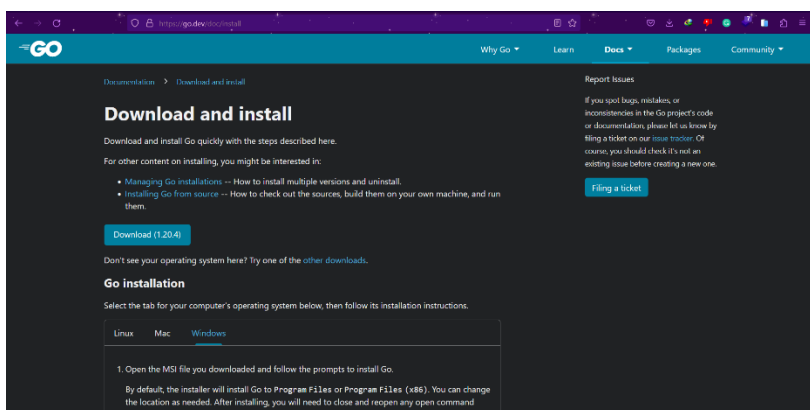 https://go.dev/doc/install
GO
Why Go
Learn
Docs
Packages
Community
Documentation > Download and install
Download and install
Download and install Go quickly with the steps described here.
For other content on installing, you might be interested in:
• Managing Go installations -- How to install multiple versions and uninstall.
• Installing Go from source -- How to check out the sources, build them on your own machine, and run
them.
Download (1.20.4)
Don't see your operating system here? Try one of the other downloads.
Go installation
Select the tab for your computer's operating system below, then follow its installation instructions.
Linux Mac Windows
1. Open the MSI file you downloaded and follow the prompts to install Go.
By default, the installer will install Go to Program Files or Program Files (x86). You can change
the location as needed. After installing, you will need to close and reopen any open command
Report Issues
If you spot bugs, mistakes, or
inconsistencies in the Go project's code
or documentation, please let us know by
filing a ticket on our issue tracker. Of
course, you should check it's not an
existing issue before creating a new one.
Filing a ticket